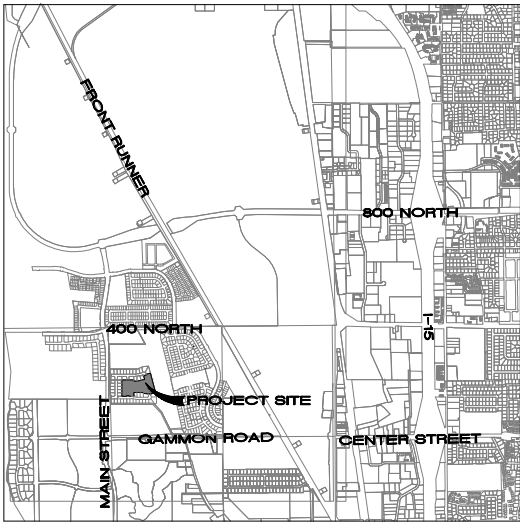 FRONT RUNNER
800 NORTH
I-15
400 NORTH
PROJECT SITE
MAIN STREET
GAMMON ROAD
CENTER STREET